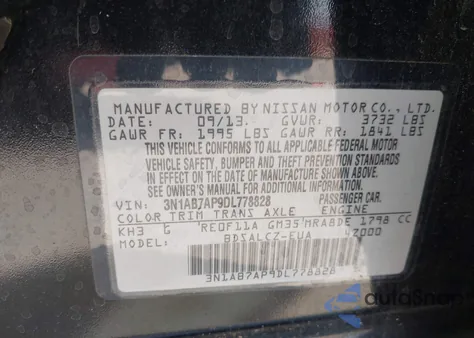 MANUFACTURED BY NISSAN MOTOR CO., LTD.
DATE: 09/13. GVWR: 3732 LBS
GAWR FR: 1995 LBS GAWR RR: 1841 LBS
THIS VEHICLE CONFORMS TO ALL APPLICABLE FEDERAL MOTOR
VEHICLE SAFETY, BUMPER AND THEFT PREVENTION STANDARDS
IN EFFECT ON THE DATE OF MANUFACTURE SHOWN ABOVE.
SEE OWNER'S MANUAL FOR ADDITIONAL INFORMATION.
VIN: 3N1AB7AP9DL778828 PASSENGER CAR.
COLOR TRIM TRANS AXLE ENGINE
KH3 G RE0F11A GM35 MRA8DE 1798 CC
MODEL: BDSALCZ-EUA
3N1AB7AP9DL778828